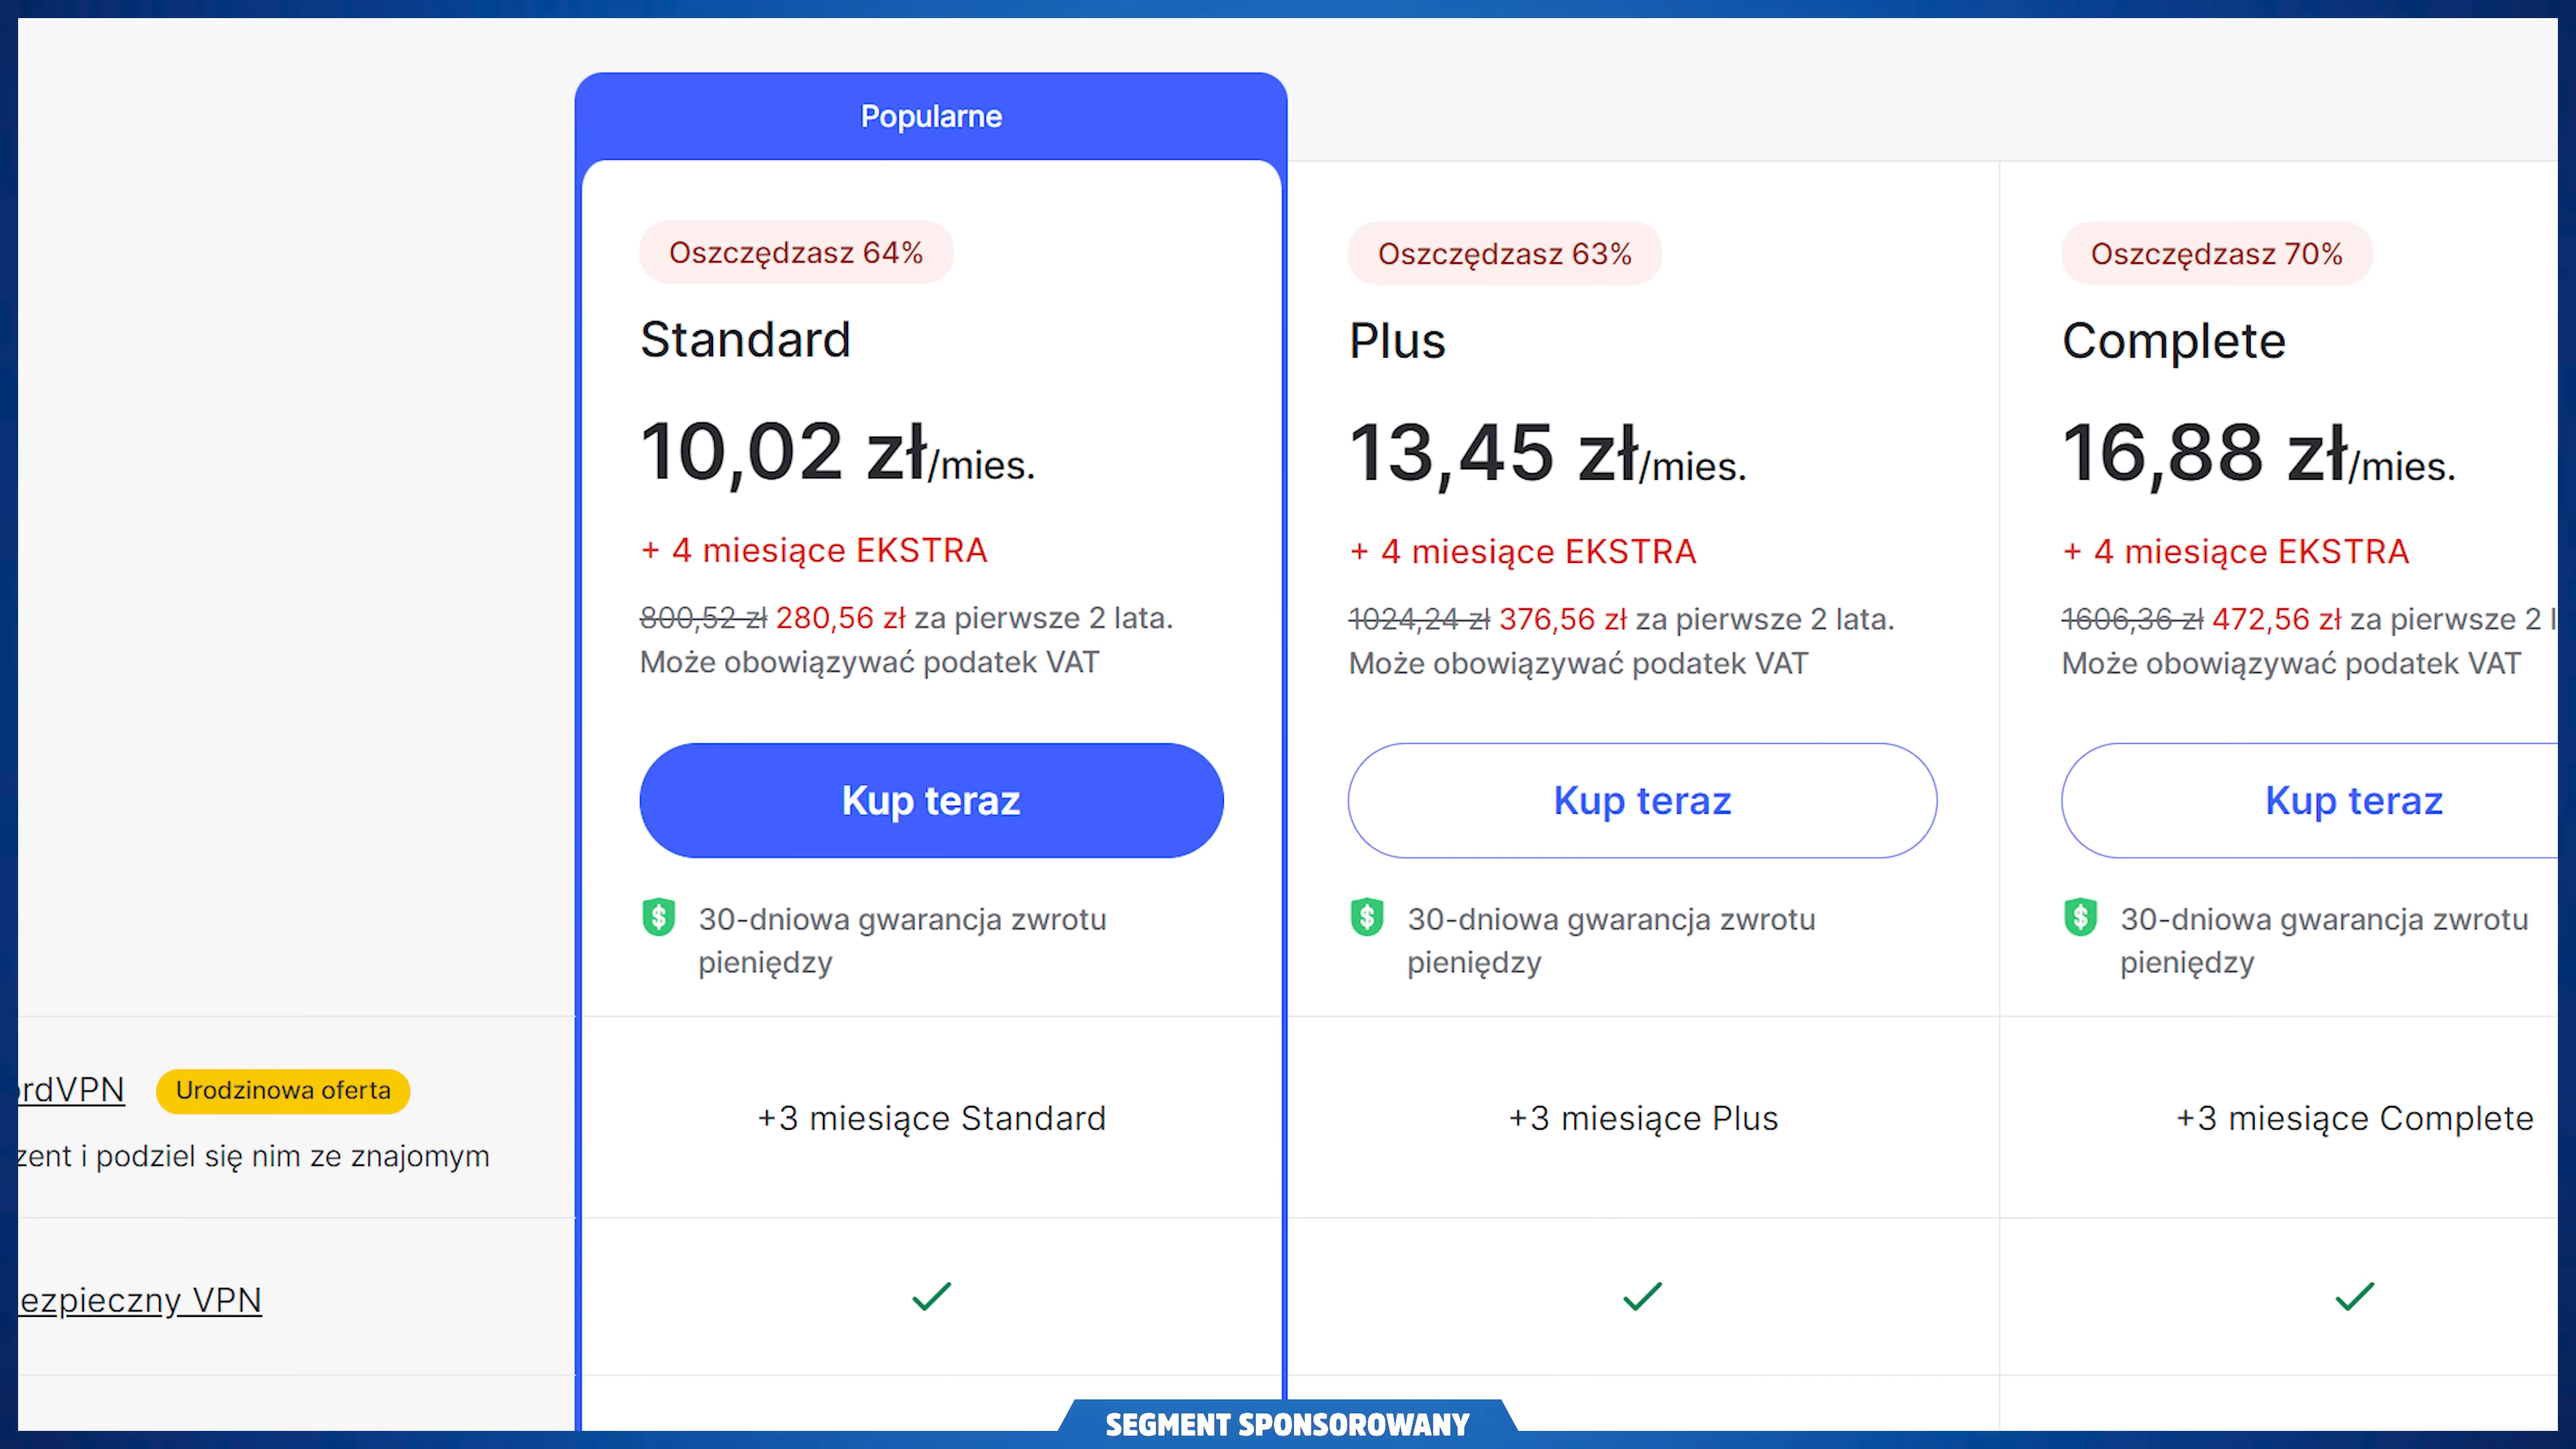 Popularne
Oszczędzasz 64%
Standard
10,02 zł/mies.
+ 4 miesiące EKSTRA
800,52 zł 280,56 zł za pierwsze 2 lata.
Może obowiązywać podatek VAT
Kup teraz
30-dniowa gwarancja zwrotu
pieniędzy
Oszczędzasz 63%
Plus
13,45 zł/mies.
+ 4 miesiące EKSTRA
1024,24 zł 376,56 zł za pierwsze 2 lata.
Może obowiązywać podatek VAT
Kup teraz
30-dniowa gwarancja zwrotu
pieniędzy
Oszczędzasz 70%
Complete
16,88 zł/mies.
+ 4 miesiące EKSTRA
1606,36 zł 472,56 zł za pierwsze 2 l
Może obowiązywać podatek VAT
Kup teraz
30-dniowa gwarancja zwrotu
pieniędzy
rdVPN Urodzinowa oferta
zent i podziel się nim ze znajomym
+3 miesiące Standard
+3 miesiące Plus
+3 miesiące Complete
ezpieczny VPN
SEGMENT SPONSOROWANY